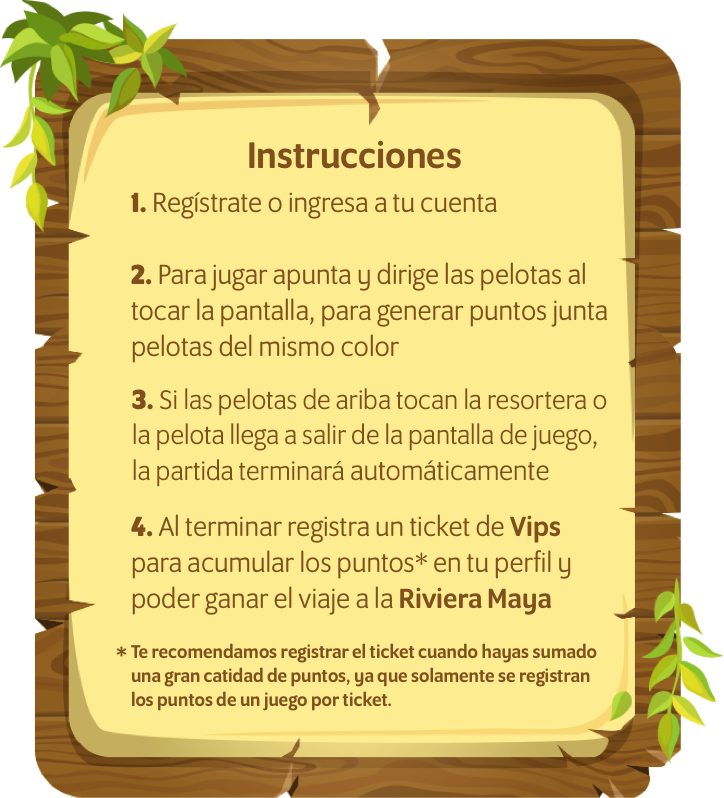 Instrucciones
1. Regístrate o ingresa a tu cuenta
2. Para jugar apunta y dirige las pelotas al
tocar la pantalla, para generar puntos junta
pelotas del mismo color
3. Si las pelotas de ariba tocan la resortera o
la pelota llega a salir de la pantalla de juego,
la partida terminará automáticamente
4. Al terminar registra un ticket de Vips
para acumular los puntos* en tu perfil y
poder ganar el viaje a la Riviera Maya
* Te recomendamos registrar el ticket cuando hayas sumado
una gran catidad de puntos, ya que solamente se registran
los puntos de un juego por ticket.